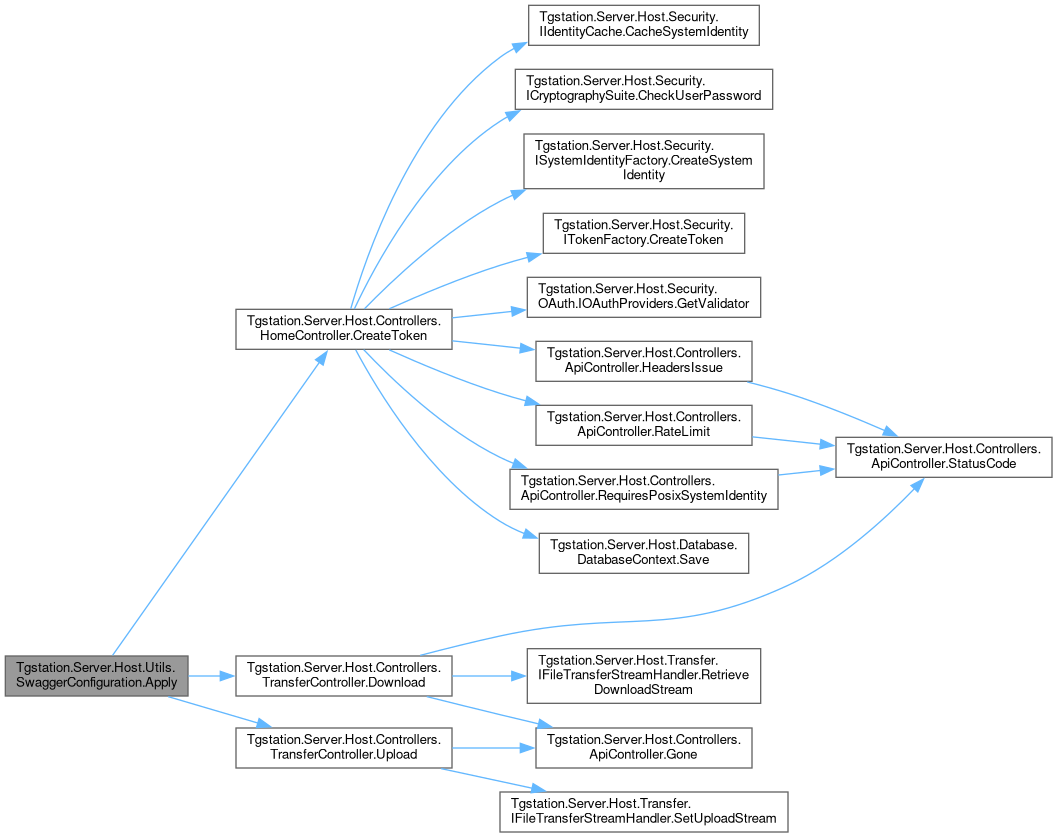 Tgstation.Server.Host.Security.
IIdentityCache.CacheSystemIdentity
Tgstation.Server.Host.Security.
ICryptographySuite.CheckUserPassword
Tgstation.Server.Host.Security.
ISystemIdentityFactory.CreateSystem
Identity
Tgstation.Server.Host.Security.
ITokenFactory.CreateToken
Tgstation.Server.Host.Security.
OAuth.IOAuthProviders.GetValidator
Tgstation.Server.Host.Controllers.
HomeController.CreateToken
Tgstation.Server.Host.Controllers.
ApiController.HeadersIssue
Tgstation.Server.Host.Controllers.
ApiController.RateLimit
Tgstation.Server.Host.Controllers.
ApiController.StatusCode
Tgstation.Server.Host.Controllers.
ApiController.RequiresPosixSystemIdentity
Tgstation.Server.Host.Database.
DatabaseContext.Save
Tgstation.Server.Host.Utils.
SwaggerConfiguration.Apply
Tgstation.Server.Host.Controllers.
TransferController.Download
Tgstation.Server.Host.Transfer.
IFileTransferStreamHandler.Retrieve
DownloadStream
Tgstation.Server.Host.Controllers.
TransferController.Upload
Tgstation.Server.Host.Controllers.
ApiController.Gone
Tgstation.Server.Host.Transfer.
IFileTransferStreamHandler.SetUploadStream